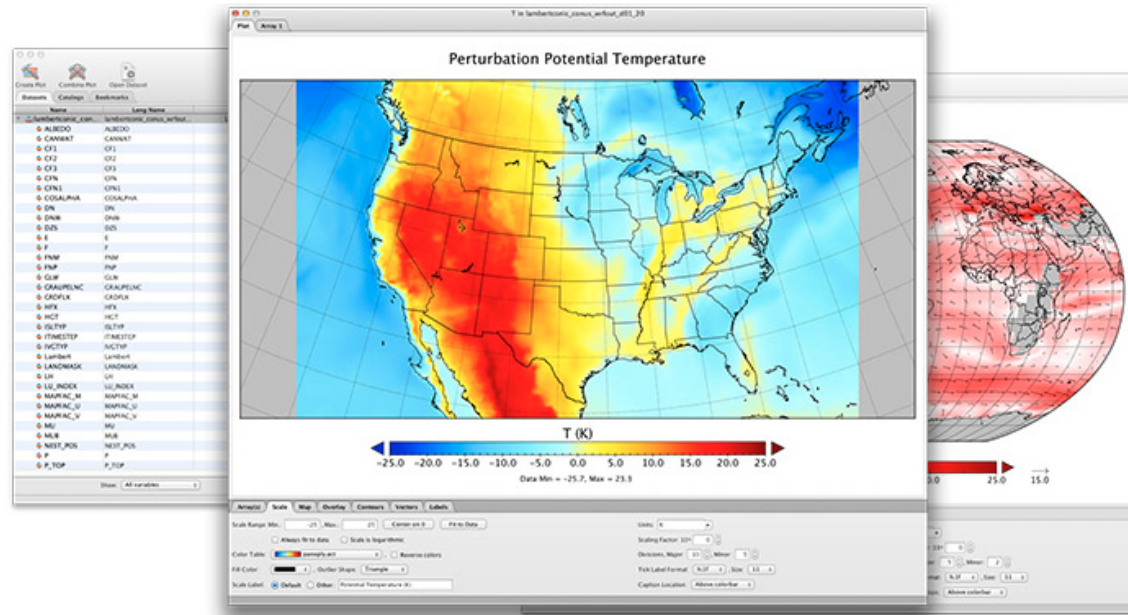 T in lambertconic_conus_wrfout_d01_20
Plot Array 1
Perturbation Potential Temperature
T (K)
-25.0 -20.0 -15.0 -10.0 -5.0 0.0 5.0 10.0 15.0 20.0 25.0
Data Min = -25.7, Max = 23.3
Array(s) Scale Map Overlay Contours Vectors Labels
Scale Range: Min: -25 , Max: 25 Center on 0 Fit to Data
Always fit to data Scale is logarithmic
Color Table: panoply.act , Reverse colors
Fill Color: , Outlier Shape: Triangle
Scale Label: Default Other: Potential Temperature (K)
Units: K
Scaling Factor: 10^ 0
Divisions, Major: 10 , Minor: 5
Tick Label Format: %.1f , Size: 11
Caption Location: Above colorbar
Create Plot Combine Plot Open Dataset
Datasets Catalogs Bookmarks
Name Long Name
lambertconic_con... lambertconic_conus_wrfout...
ALBEDO ALBEDO
CANWAT CANWAT
CF1 CF1
CF2 CF2
CF3 CF3
CFN CFN
CFN1 CFN1
COSALPHA COSALPHA
DN DN
DNW DNW
DZS DZS
E E
F F
FNM FNM
FNP FNP
GLW GLW
GRAUPELNC GRAUPELNC
GRDFLX GRDFLX
HFX HFX
HGT HGT
ISLTYP ISLTYP
ITIMESTEP ITIMESTEP
IVGTYP IVGTYP
Lambert Lambert
LANDMASK LANDMASK
LH LH
LU_INDEX LU_INDEX
MAPFAC_M MAPFAC_M
MAPFAC_U MAPFAC_U
MAPFAC_V MAPFAC_V
MU MU
MUB MUB
NEST_POS NEST_POS
P P
P_TOP P_TOP
Show: All variables
25.0 15.0
Minor: 2
Size: 11
Above colorbar